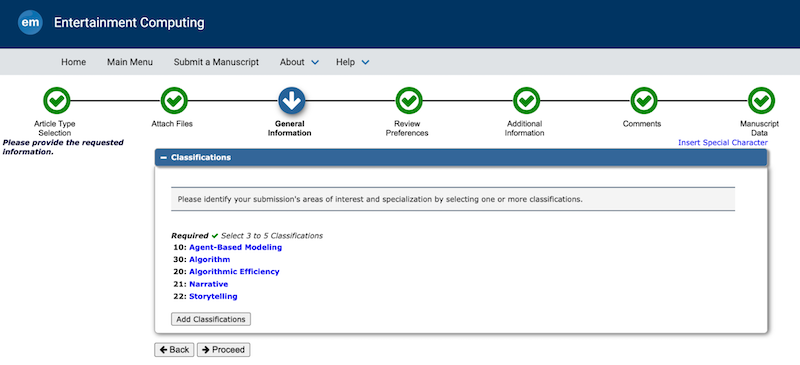 em Entertainment Computing
Home Main Menu Submit a Manuscript About Help
Article Type Selection
Attach Files
General Information
Review Preferences
Additional Information
Comments
Manuscript Data
Please provide the requested information.
Insert Special Character
Classifications
Please identify your submission's areas of interest and specialization by selecting one or more classifications.
Required Select 3 to 5 Classifications
10: Agent-Based Modeling
30: Algorithm
20: Algorithmic Efficiency
21: Narrative
22: Storytelling
Add Classifications
Back Proceed